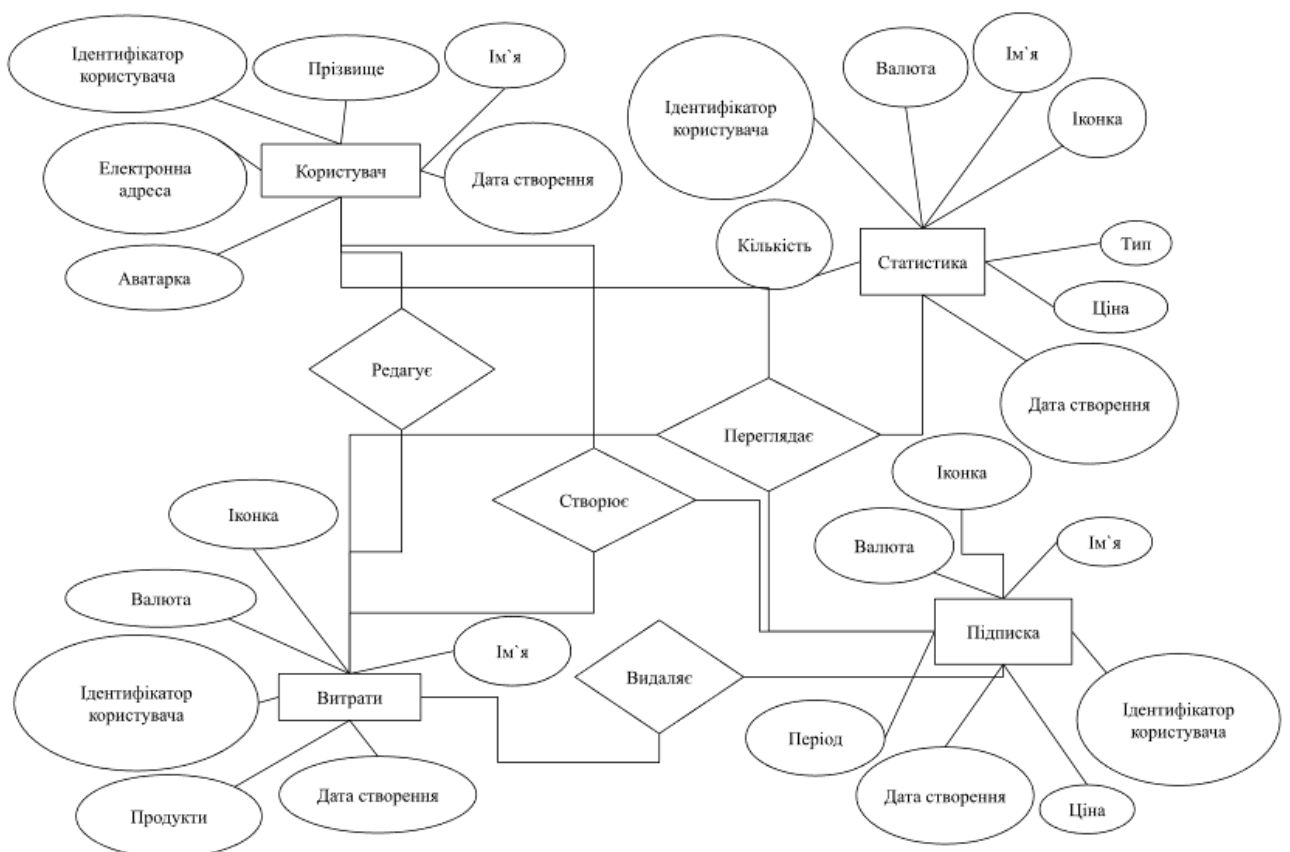 Ідентифікатор
користувача
Прізвище
Ім`я
Електронна
адреса
Користувач
Дата створення
Аватарка
Ідентифікатор
користувача
Валюта
Ім`я
Іконка
Кількість
Статистика
Тип
Ціна
Дата створення
Редагує
Переглядає
Створює
Іконка
Валюта
Ім`я
Підписка
Іконка
Валюта
Ім`я
Ідентифікатор
користувача
Витрати
Видаляє
Продукти
Дата створення
Період
Дата створення
Ціна
Ідентифікатор
користувача